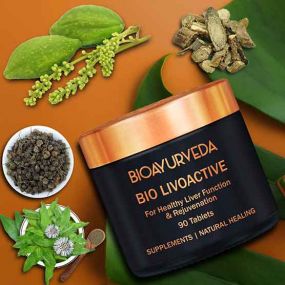 BIOAYURVEDA
BIO LIVOACTIVE
For Healthy Liver Function
& Rejuvenation
90 Tablets
SUPPLEMENTS | NATURAL HEALING